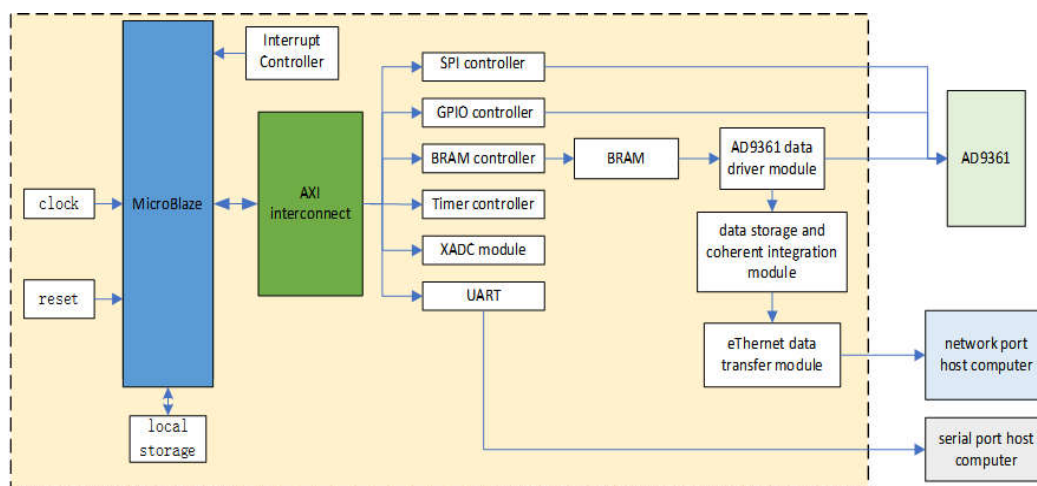 Interrupt
Controller
clock
reset
MicroBlaze
local
storage
AXI
interconnect
SPI controller
GPIO controller
BRAM controller
Timer controller
XADC module
UART
BRAM
AD9361 data
driver module
data storage and
coherent integration
module
eThernet data
transfer module
AD9361
network port
host computer
serial port host
computer